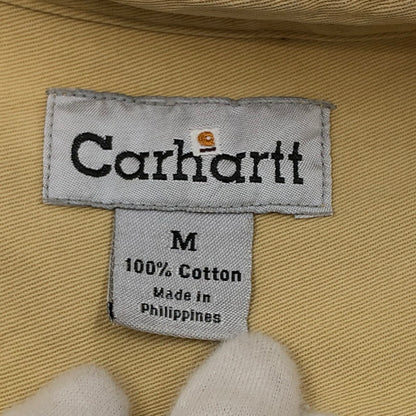 Carhartt
M
100% Cotton
Made in
Philippines